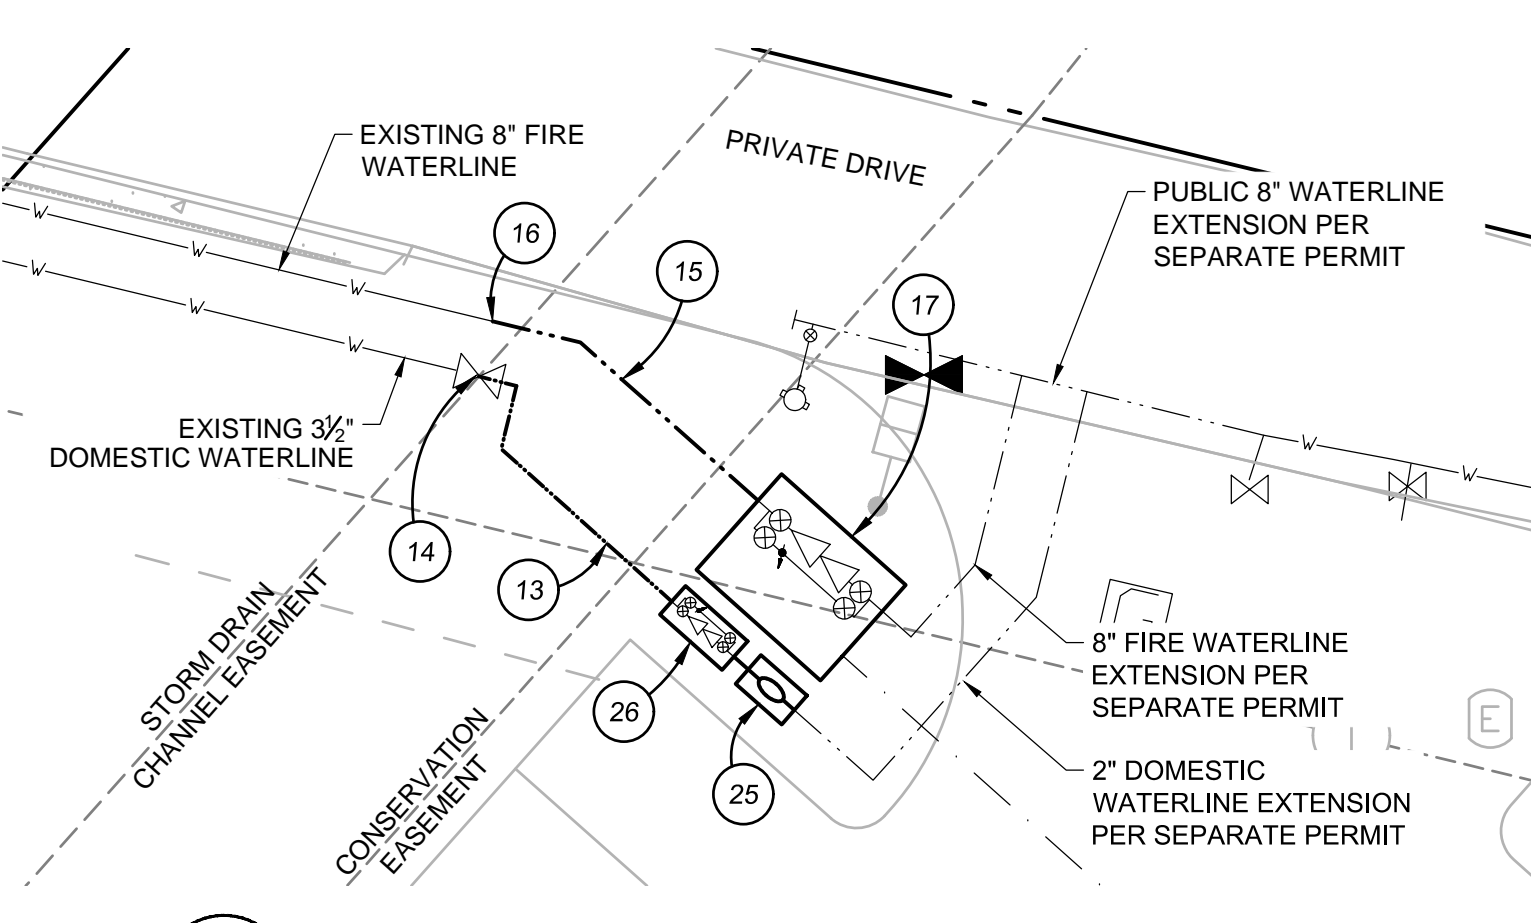 EXISTING 8" FIRE
WATERLINE
PRIVATE DRIVE
PUBLIC 8" WATERLINE
EXTENSION PER
SEPARATE PERMIT
16
15
17
W
W
W
W
W
W
EXISTING 3½"
DOMESTIC WATERLINE
W
W
14
13
STORM DRAIN
CHANNEL EASEMENT
8" FIRE WATERLINE
EXTENSION PER
SEPARATE PERMIT
26
25
E
CONSERVATION
EASEMENT
2" DOMESTIC
WATERLINE EXTENSION
PER SEPARATE PERMIT